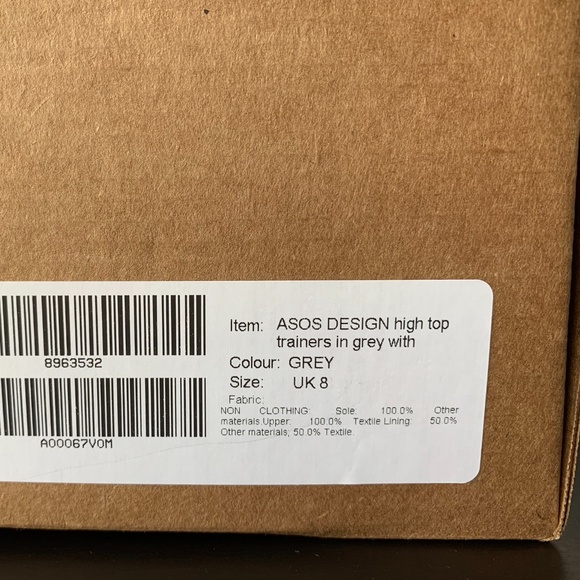 8963532
A00067V0M
Item: ASOS DESIGN high top
trainers in grey with
Colour: GREY
Size: UK 8
Fabric:
NON CLOTHING: Sole: 100.0% Other
materials.Upper: 100.0% Textile Lining: 50.0%
Other materials, 50.0% Textile.